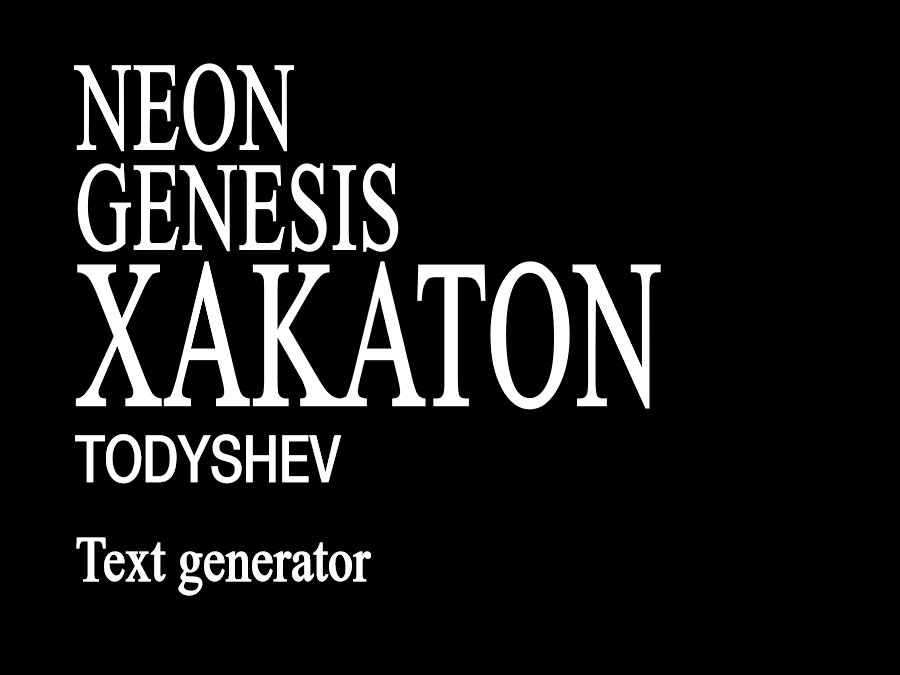 NEON
GENESIS
XAKATON
TODYSHEV
Text generator